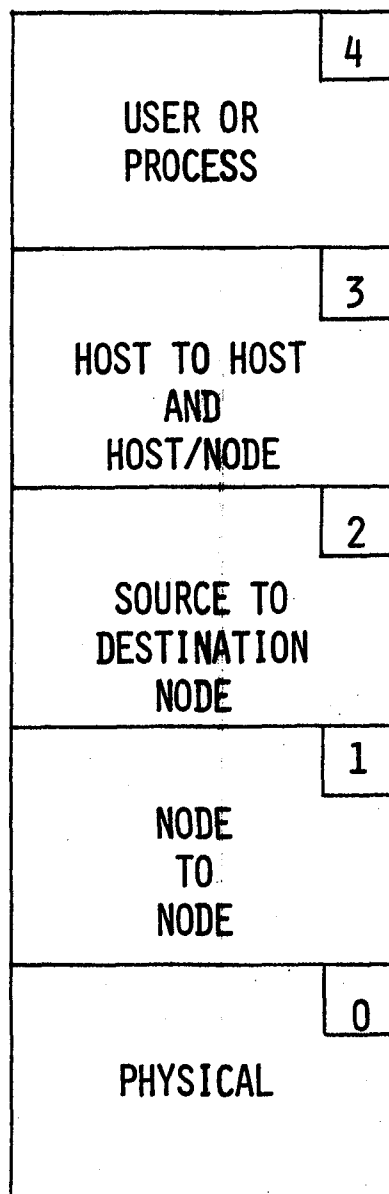 4
USER OR
PROCESS
3
HOST TO HOST
AND
HOST/NODE
2
SOURCE TO
DESTINATION
NODE
1
NODE
TO
NODE
0
PHYSICAL